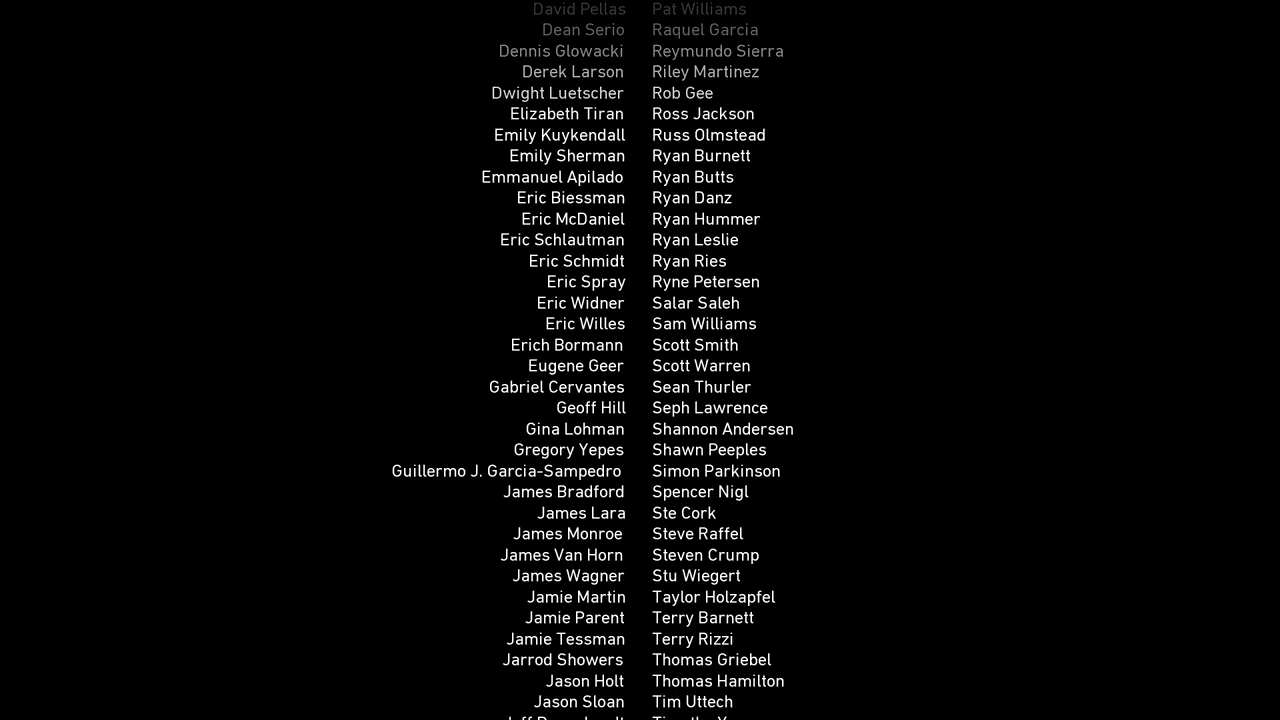 David Pellas Pat Williams
Dean Serio Raquel Garcia
Dennis Glowacki Reymundo Sierra
Derek Larson Riley Martinez
Dwight Luetscher Rob Gee
Elizabeth Tiran Ross Jackson
Emily Kuykendall Russ Olmstead
Emily Sherman Ryan Burnett
Emmanuel Apilado Ryan Butts
Eric Biessman Ryan Danz
Eric McDaniel Ryan Hummer
Eric Schlautman Ryan Leslie
Eric Schmidt Ryan Ries
Eric Spray Ryne Petersen
Eric Widner Salar Saleh
Eric Willes Sam Williams
Erich Bormann Scott Smith
Eugene Geer Scott Warren
Gabriel Cervantes Sean Thurler
Geoff Hill Seph Lawrence
Gina Lohman Shannon Andersen
Gregory Yepes Shawn Peeples
Guillermo J. Garcia-Sampedro Simon Parkinson
James Bradford Spencer Nigl
James Lara Ste Cork
James Monroe Steve Raffel
James Van Horn Steven Crump
James Wagner Stu Wiegert
Jamie Martin Taylor Holzapfel
Jamie Parent Terry Barnett
Jamie Tessman Terry Rizzi
Jarrod Showers Thomas Griebel
Jason Holt Thomas Hamilton
Jason Sloan Tim Uttech